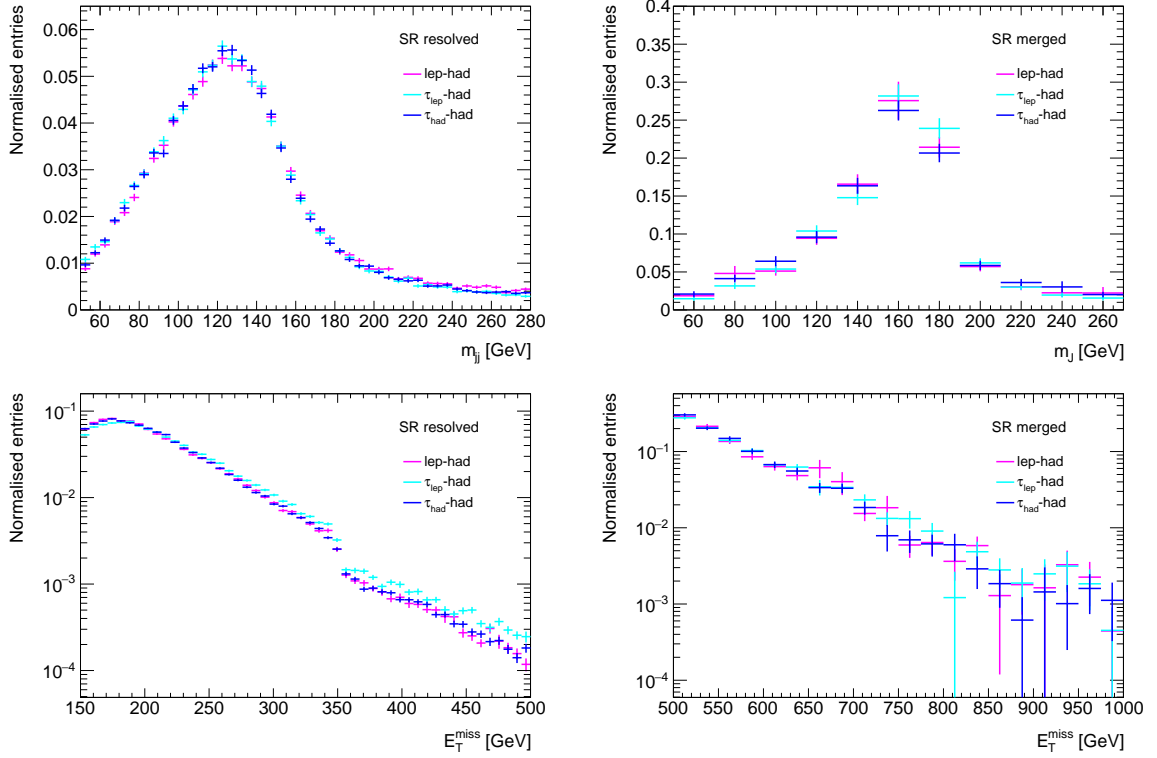 Normalised entries
0.06
0.05
0.04
0.03
0.02
0.01
0
SR resolved
lep-had
τlep-had
τhad-had
60 80 100 120 140 160 180 200 220 240 260 280
mjj [GeV]
Normalised entries
0.4
0.35
0.3
0.25
0.2
0.15
0.1
0.05
0
SR merged
lep-had
τlep-had
τhad-had
60 80 100 120 140 160 180 200 220 240 260
mJ [GeV]
Normalised entries
10−1
10−2
10−3
10−4
SR resolved
lep-had
τlep-had
τhad-had
150 200 250 300 350 400 450 500
ETmiss [GeV]
Normalised entries
10−1
10−2
10−3
10−4
SR merged
lep-had
τlep-had
τhad-had
500 550 600 650 700 750 800 850 900 950 1000
ETmiss [GeV]